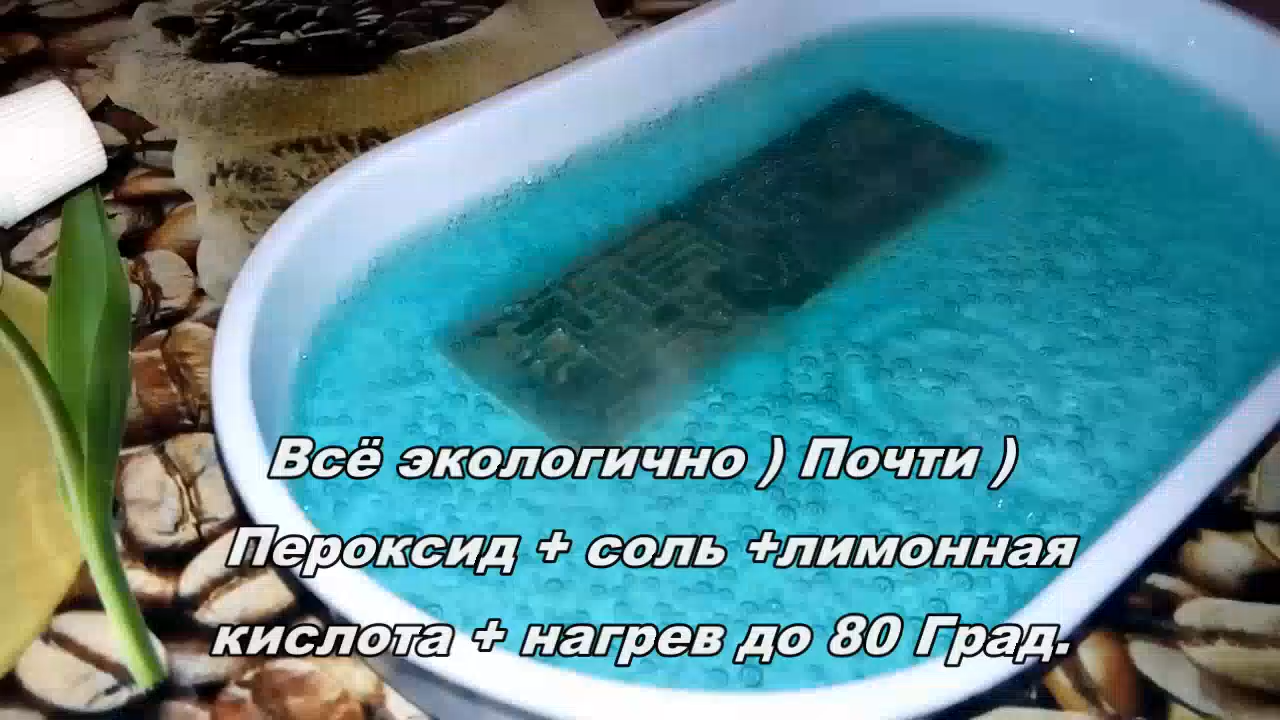 Всё экологично ) Почти )
Пероксид + соль +лимонная
кислота + нагрев до 80 Град.